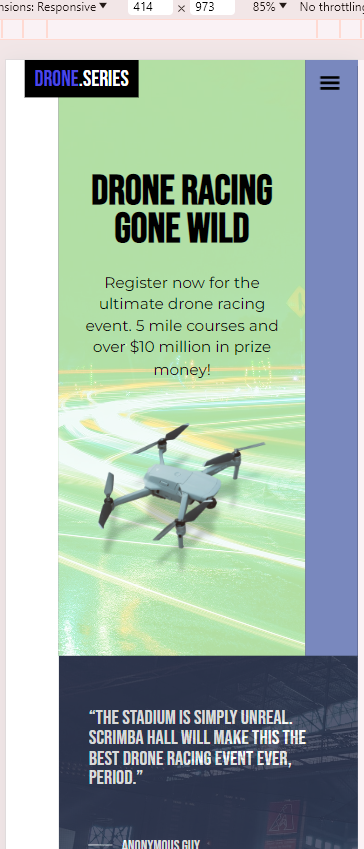 nsions: Responsive 414 × 973 85% No throttling
DRONE.SERIES
DRONE RACING
GONE WILD
Register now for the
ultimate drone racing
event. 5 mile courses and
over $10 million in prize
money!
“THE STADIUM IS SIMPLY UNREAL.
SCRIMBA HALL WILL MAKE THIS THE
BEST DRONE RACING EVENT EVER,
PERIOD.”
ANONYMOUS GUY